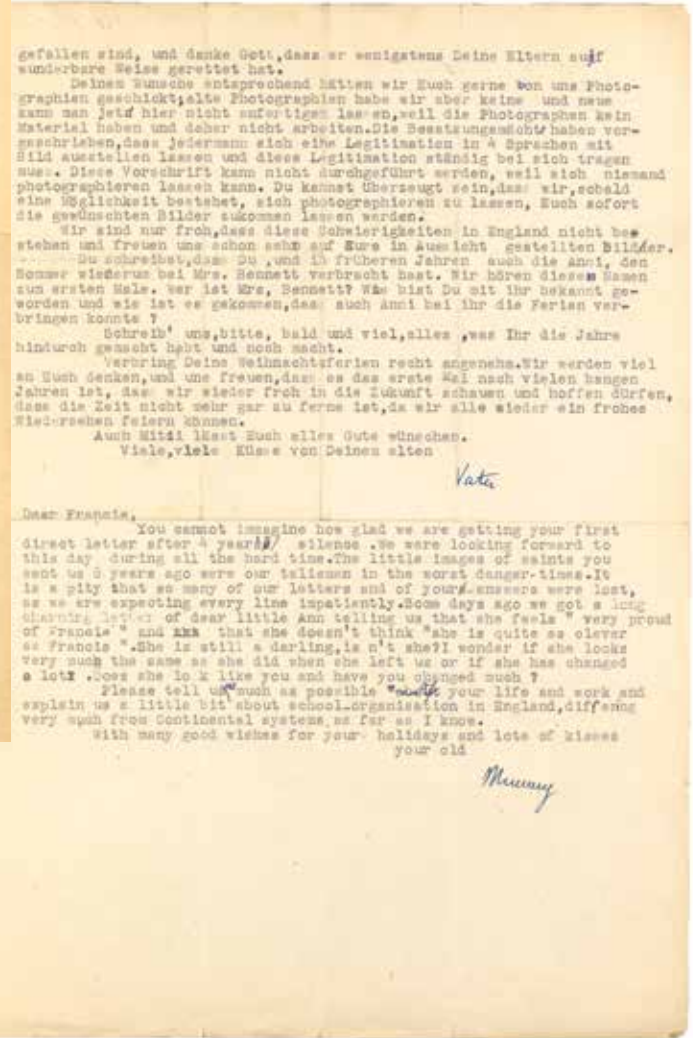 gefallen sind, und danke Gott,dass er wenigstens Deine Eltern auf
wunderbare Weise gerettet hat.
Deinem Wunsche entsprechend hätten wir Euch gerne von uns Photo-
graphien geschickt;alte Photographien habe wir aber keine und neue
kann man jetz hier nicht anfertigen lassen,weil die Photographen kein
Material haben und daher nicht arbeiten.Die Besatzungsmächte haben vor-
geschrieben,dass jedermann sich eine Legitimation in 4 Sprachen mit
Bild ausstellen lassen und diese Legitimation ständig bei sich tragen
muss. Diese Vorschrift kann nicht durchgeführt werden, weil sich niemand
photographieren lassen kann. Du kannst überzeugt sein,dass wir,sobald
eine Möglichkeit bestehet, sich photographieren zu lassen, Euch sofort
die gewünschten Bilder zukommen lassen werden.
Wir sind nur froh,dass diese Schwierigkeiten in England nicht be
stehen und freuen uns schon sehr auf Eure in Aussicht gestellten Bilder.
Du schreibst,dass Du ,und in früheren Jahren auch die Anni, den
Sommer wiederum bei Mrs. Bennett verbracht hast. Wir hören diesen Namen
zum ersten Male. Wer ist Mrs. Bennett? Wie bist Du mit ihr bekannt ge-
worden und wie ist es gekommen,dass auch Anni bei ihr die Ferien ver-
bringen konnte ?
Schreib' uns,bitte, bald und viel,alles ,was Ihr die Jahre
hindurch gemacht habt und noch macht.
Verbring Deine Weihnachtsferien recht angenehm.Wir werden viel
an Euch denken,und uns freuen,dass es das erste Mal nach vielen bangen
Jahren ist, dass wir wieder froh in die Zukunft schauen und hoffen dürfen,
dass die Zeit nicht mehr gar zu ferne ist,da wir alle wieder ein frohes
Wiedersehen feiern können.
Auch Mitzi lässt Euch alles Gute wünschen.
Viele,viele Küsse von Deinem alten
Vater
Dear Francis,
You cannot immagine how glad we are getting your first
direct letter after 4 years silence .We were looking forward to
this day during all the hard time.The little images of saints you
sent us 6 years ago were our talisman in the worst danger-times.It
is a pity that so many of our letters and of your answers were lost,
as we are expecting every line impatiently.Some days ago we got a long
charming letter of dear little Ann telling us that she feels " very proud
of Francis " and that she doesn't think "she is quite as clever
as Francis ".She is still a darling,is n't she?I wonder if she looks
very much the same as she did when she left us or if she has changed
a lot? .Does she lo k like you and have you changed much ?
Please tell us much as possible your life and work and
explain us a little bit about school-organisation in England,differing
very much from Continental systems,as far as I know.
With many good wishes for your holidays and lots of kisses
your old
Mummy